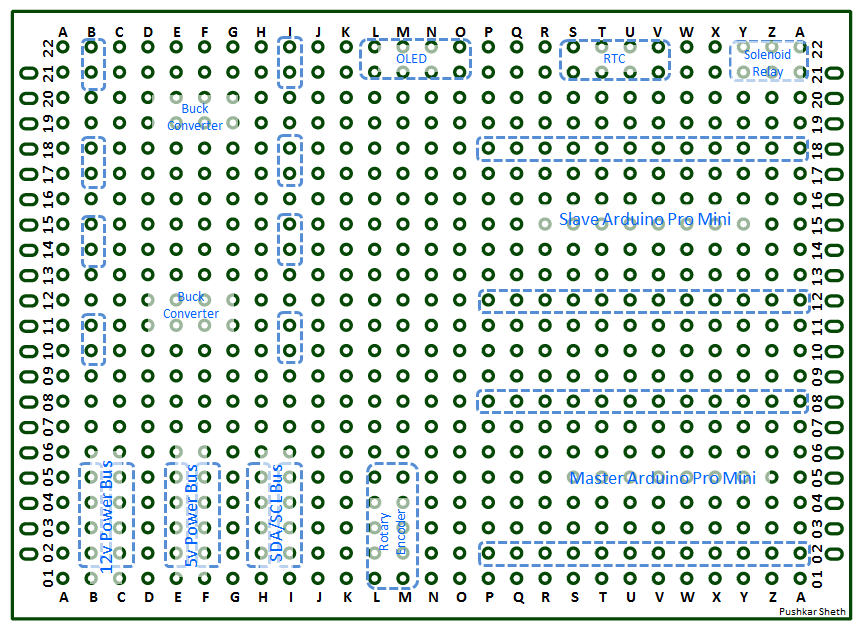 A B C D E F G H I J K L M N O P Q R S T U V W X Y Z A
22 22
OLED RTC Solenoid
Relay
21 21
20 20
Buck
Converter
19 19
18 18
17 17
16 16
15 15
Slave Arduino Pro Mini
14 14
13 13
12 12
Buck
Converter
11 11
10 10
09 09
08 08
07 07
06 06
05 05
12v Power Bus
5v Power Bus
SDA/SCL Bus
Rotary
Encoder
Master Arduino Pro Mini
04 04
03 03
02 02
01 01
A B C D E F G H I J K L M N O P Q R S T U V W X Y Z A
Pushkar Sheth